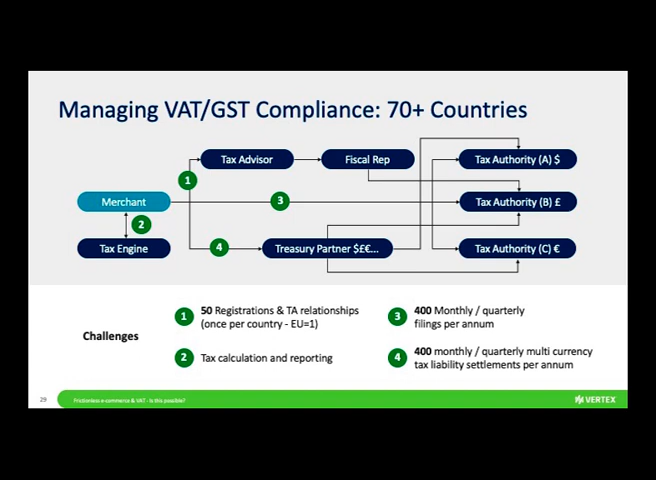 Managing VAT/GST Compliance: 70+ Countries
Tax Advisor
Fiscal Rep
Tax Authority (A) $
1
Merchant
3
Tax Authority (B) £
2
Tax Engine
4
Treasury Partner $£€...
Tax Authority (C) €
Challenges
1
50 Registrations & TA relationships
(once per country - EU=1)
2
Tax calculation and reporting
3
400 Monthly / quarterly
filings per annum
4
400 monthly / quarterly multi currency
tax liability settlements per annum
29
Frictionless e-commerce & VAT - Is this possible?
VERTEX